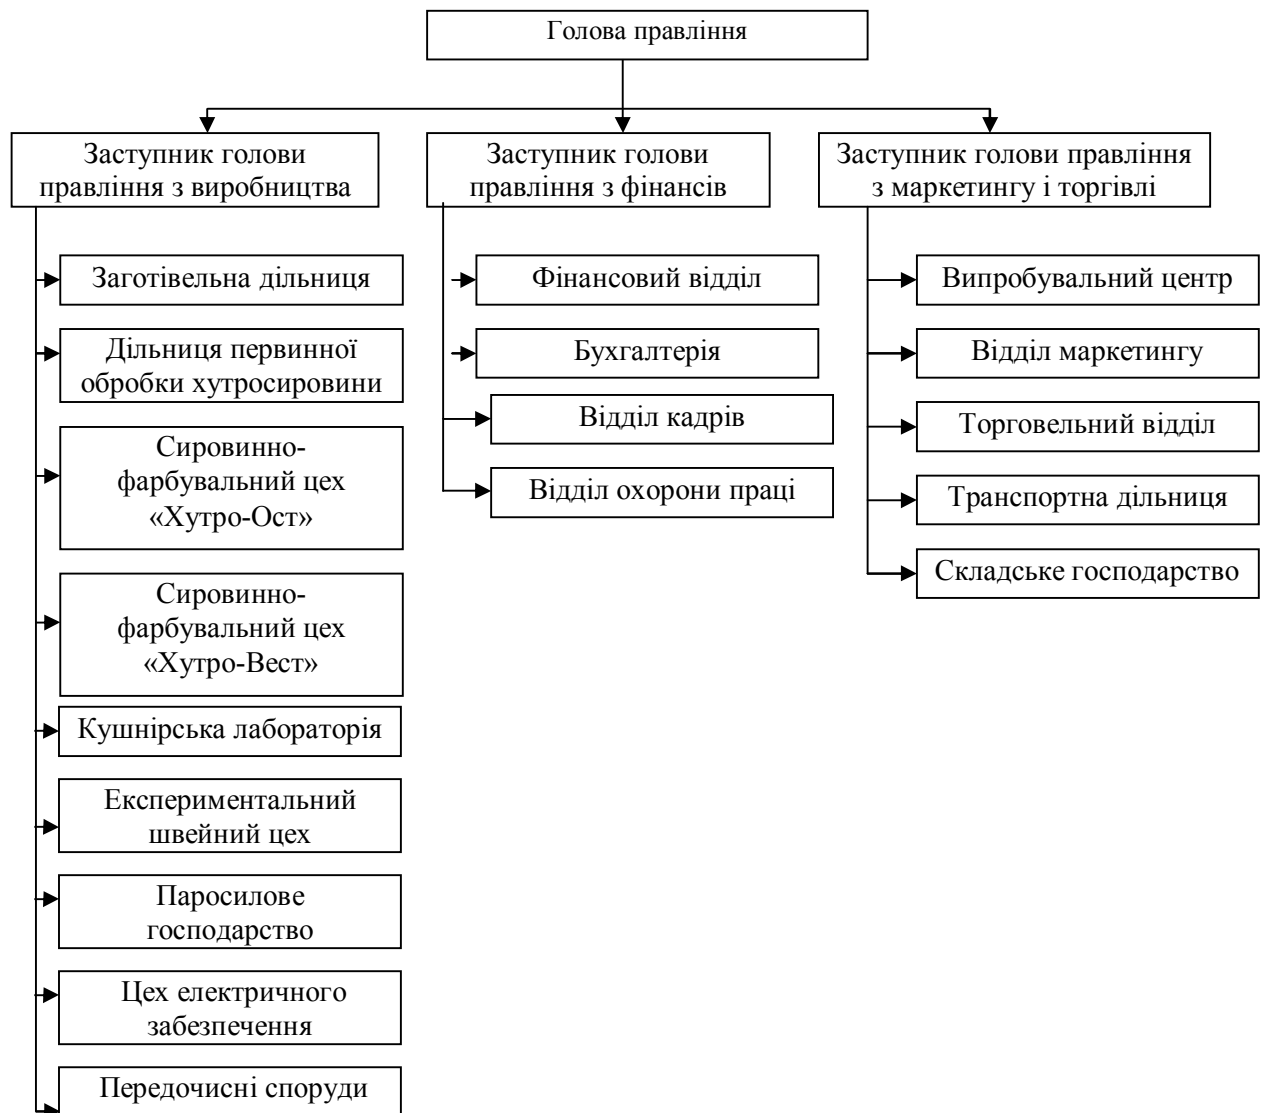 Голова правління
Заступник голови
правління з виробництва
Заступник голови
правління з фінансів
Заступник голови правління
з маркетингу і торгівлі
Заготівельна дільниця
Дільниця первинної
обробки хутросировини
Сировинно-
фарбувальний цех
«Хутро-Ост»
Сировинно-
фарбувальний цех
«Хутро-Вест»
Кушнірська лабораторія
Експериментальний
швейний цех
Паросилове
господарство
Цех електричного
забезпечення
Передочисні споруди
Фінансовий відділ
Бухгалтерія
Відділ кадрів
Відділ охорони праці
Випробувальний центр
Відділ маркетингу
Торговельний відділ
Транспортна дільниця
Складське господарство